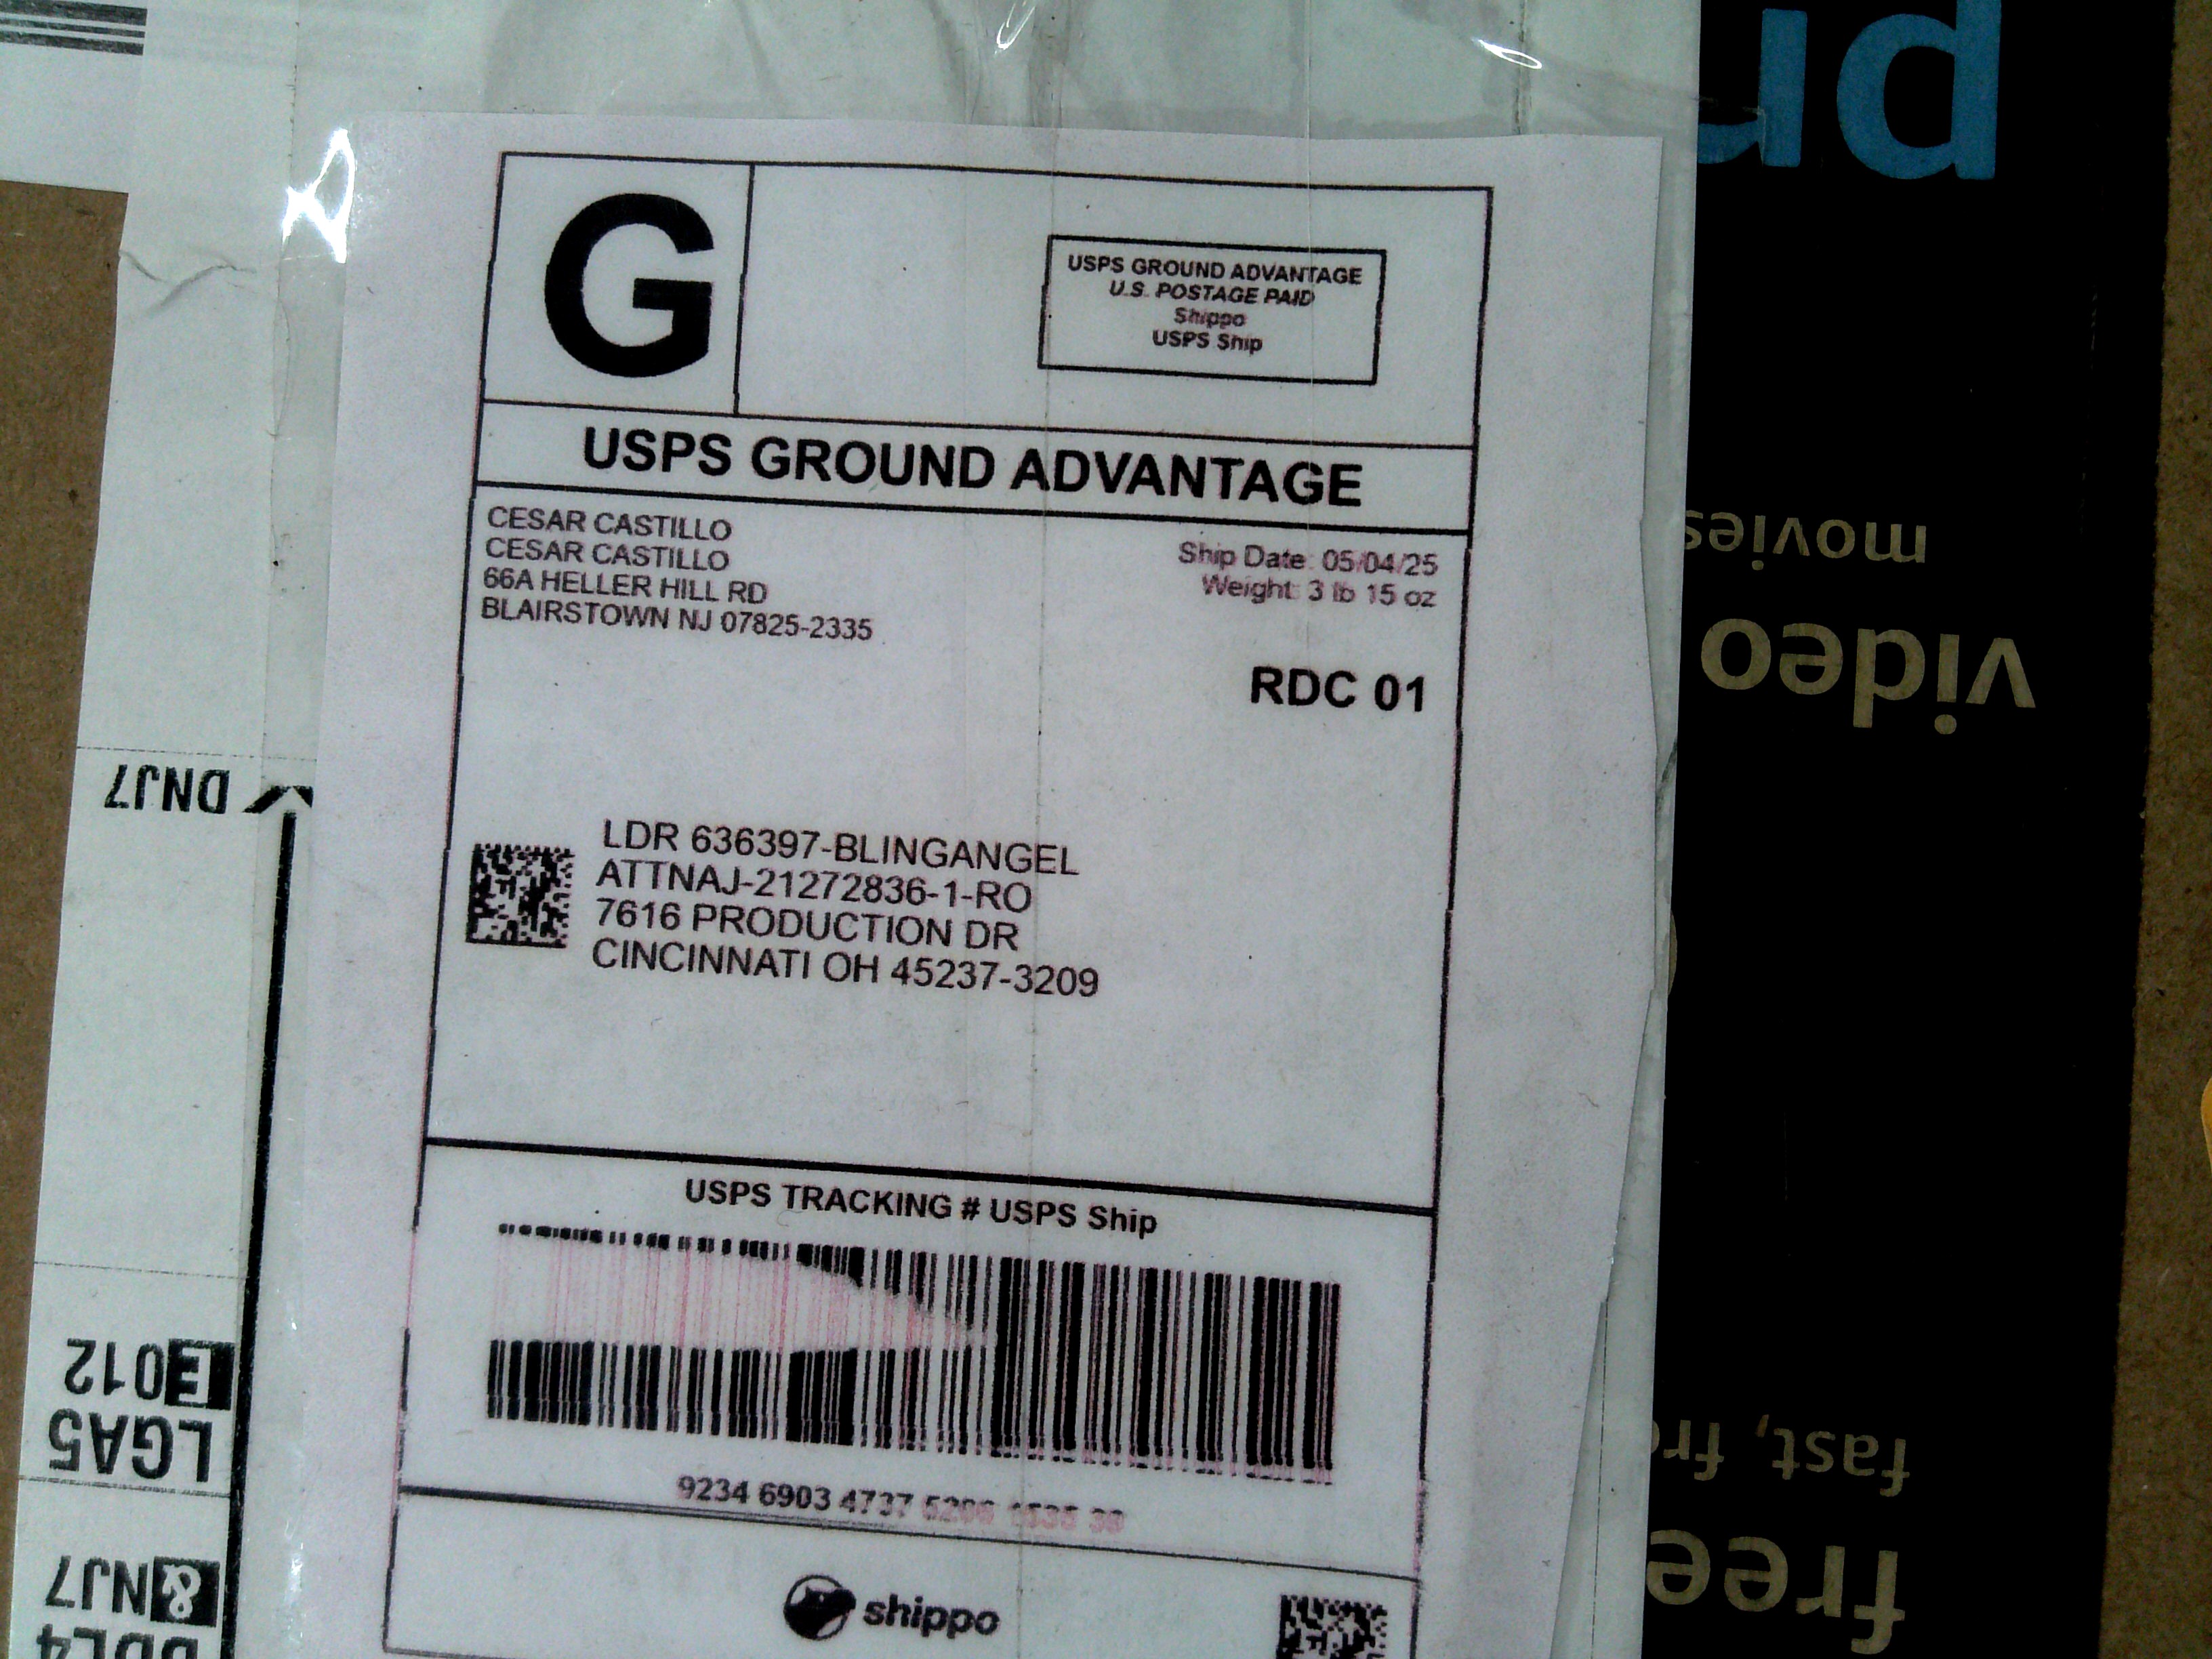 G
USPS GROUND ADVANTAGE
U.S. POSTAGE PAID
Shippo
USPS Ship
USPS GROUND ADVANTAGE
CESAR CASTILLO
CESAR CASTILLO
66A HELLER HILL RD
BLAIRSTOWN NJ 07825-2335
Ship Date: 05/04/25
Weight: 3 lb 15 oz
RDC 01
LDR 636397-BLINGANGEL
ATTNAJ-21272836-1-RO
7616 PRODUCTION DR
CINCINNATI OH 45237-3209
USPS TRACKING # USPS Ship
9234 6903 4737
shippo
DNJ7
E012
LGA5
8 NJ7
movies
video
fast,
free